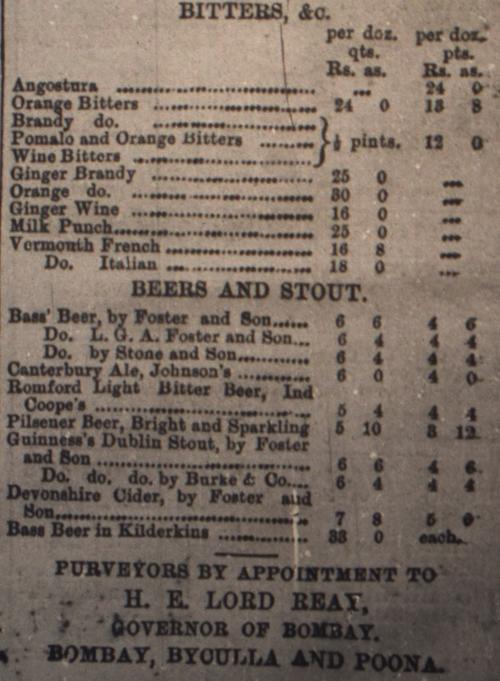 BITTERS, &c.
per doz. per doz.
qts. pts.
Rs. as. Rs. as.
Angostura ... 24 0
Orange Bitters 24 0 18 8
Brandy do.
Pomalo and Orange Bitters ½ pints. 12 0
Wine Bitters
Ginger Brandy 25 0 ...
Orange do. 30 0 ...
Ginger Wine 16 0 ...
Milk Punch 25 0 ...
Vermouth French 16 8 ...
Do. Italian 18 0 ...
BEERS AND STOUT.
Bass' Beer, by Foster and Son 6 6 4 6
Do. L. G. A. Foster and Son 6 4 4 4
Do. by Stone and Son 6 4 4 4
Canterbury Ale, Johnson's 6 0 4 0
Romford Light Bitter Beer, Ind
Coope's 5 4 4 4
Pilsener Beer, Bright and Sparkling 5 10 3 12
Guinness's Dublin Stout, by Foster
and Son 6 6 4 6
Do. do. do. by Burke & Co. 6 4 4 4
Devonshire Cider, by Foster and
Son 7 8 5 0
Bass Beer in Kilderkins 33 0 each.
PURVEYORS BY APPOINTMENT TO
H. E. LORD REAY,
GOVERNOR OF BOMBAY.
BOMBAY, BYCULLA AND POONA.